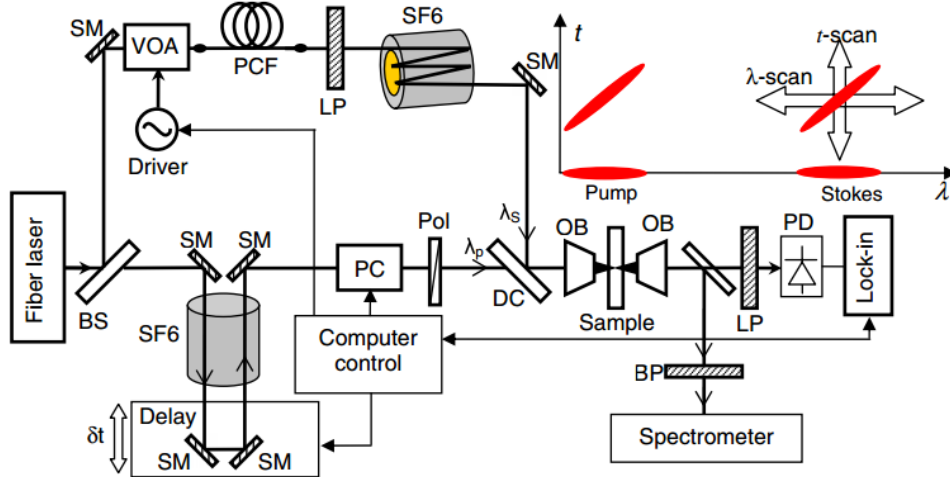 SM
VOA
PCF
LP
SF6
SM
Driver
t
t-scan
λ-scan
Pump
Stokes
λ
Fiber laser
BS
SM
SM
SF6
Delay
δt
SM
SM
PC
Pol
Computer
control
λp
λS
DC
OB
OB
Sample
LP
PD
Lock-in
BP
Spectrometer